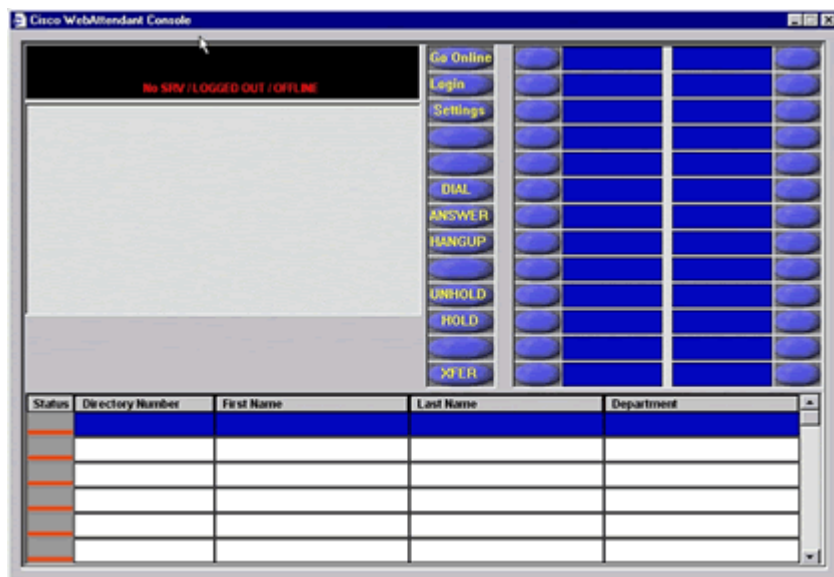 Cisco WebAttendant Console
No SRV / LOGGED OUT / OFFLINE
Go Online
Login
Settings
DIAL
ANSWER
HANGUP
UNHOLD
HOLD
XFER
Status Directory Number First Name Last Name Department